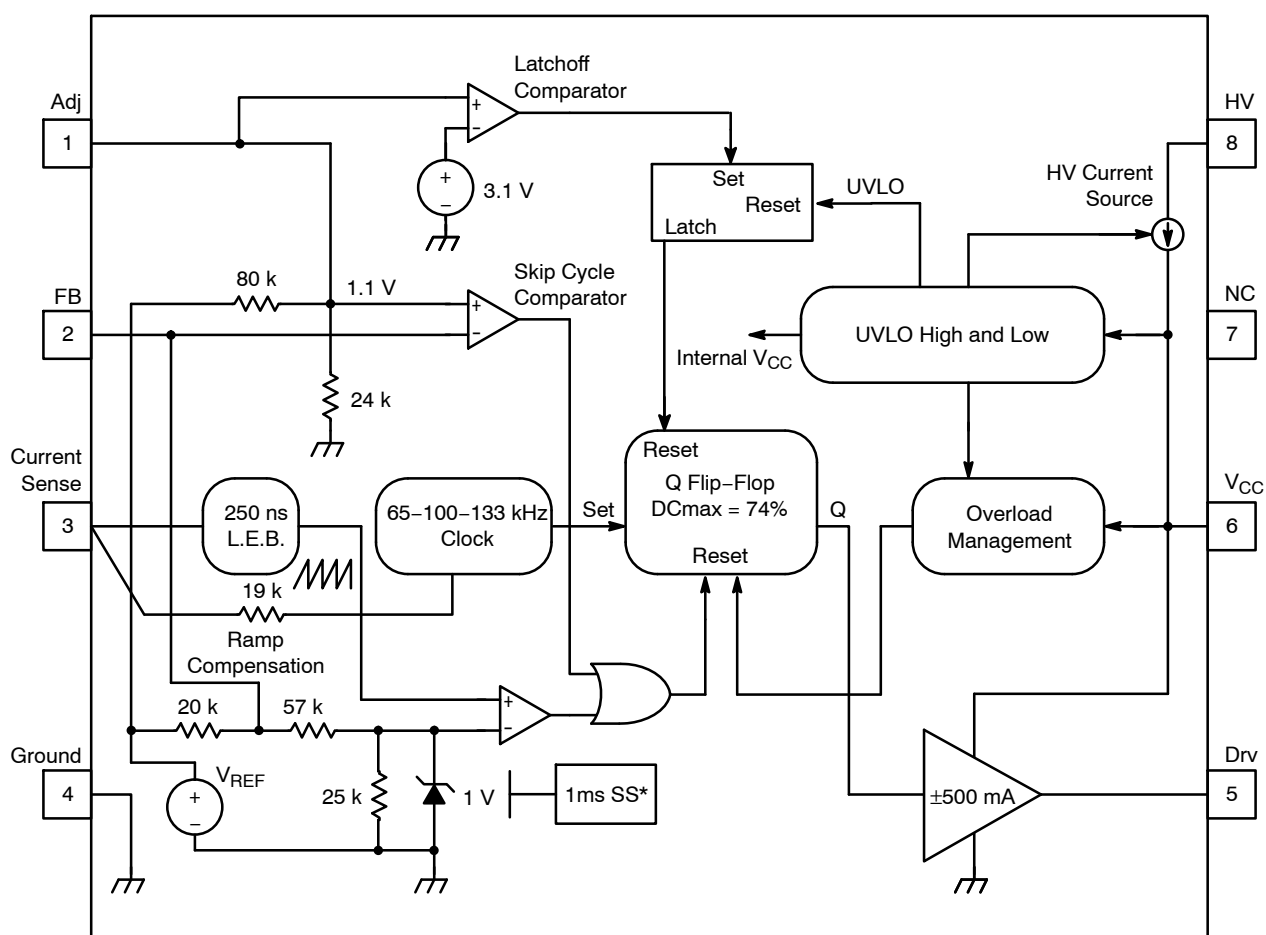 Adj
1
Latchoff
Comparator
+
−
+
−
3.1 V
Set
Reset
Latch
UVLO
HV
8
HV Current
Source
80 k
1.1 V
Skip Cycle
Comparator
+
−
FB
2
24 k
Internal VCC
UVLO High and Low
NC
7
Current
Sense
3
250 ns
L.E.B.
65−100−133 kHz
Clock
Set
Reset
Q Flip−Flop
DCmax = 74%
Reset
Q
Overload
Management
VCC
6
19 k
Ramp
Compensation
20 k
57 k
+
−
Ground
4
VREF
+
−
25 k
1 V
1ms SS*
±500 mA
Drv
5